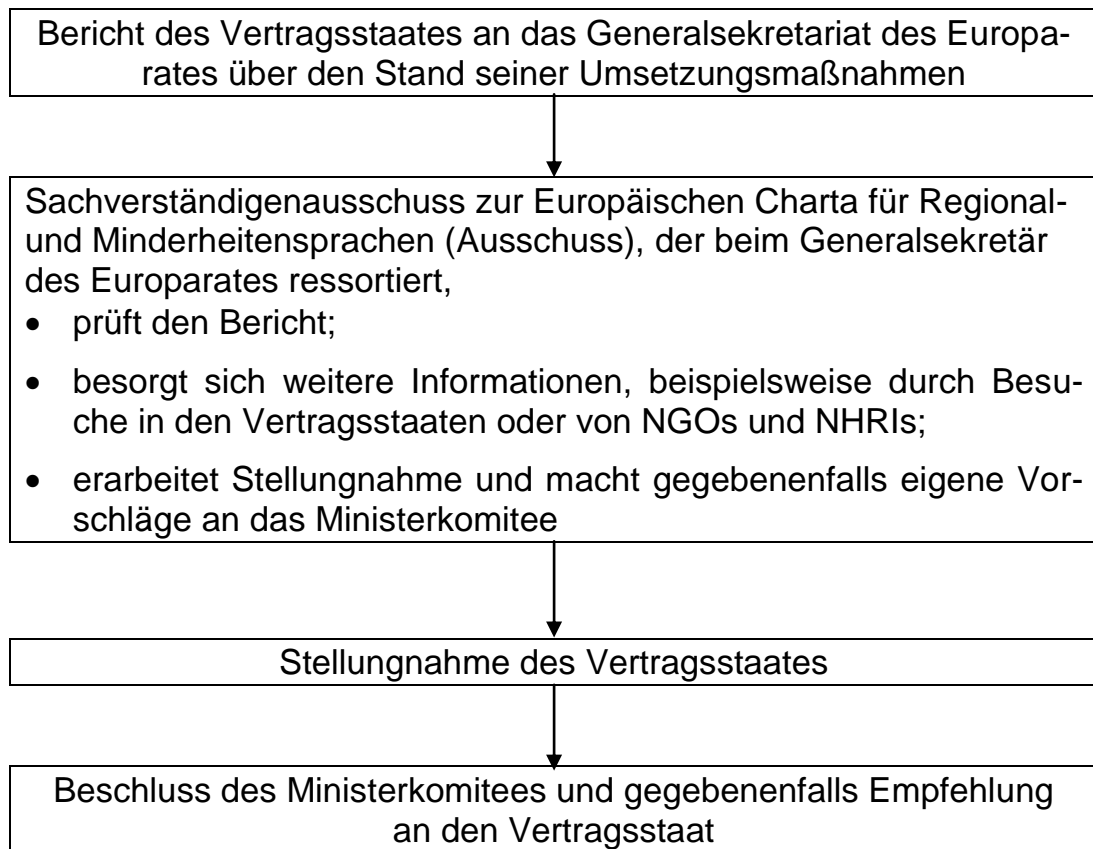 Bericht des Vertragsstaates an das Generalsekretariat des Europa-
rates über den Stand seiner Umsetzungsmaßnahmen
Sachverständigenausschuss zur Europäischen Charta für Regional-
und Minderheitensprachen (Ausschuss), der beim Generalsekretär
des Europarates ressortiert,
• prüft den Bericht;
• besorgt sich weitere Informationen, beispielsweise durch Besu-
che in den Vertragsstaaten oder von NGOs und NHRIs;
• erarbeitet Stellungnahme und macht gegebenenfalls eigene Vor-
schläge an das Ministerkomitee
Stellungnahme des Vertragsstaates
Beschluss des Ministerkomitees und gegebenenfalls Empfehlung
an den Vertragsstaat